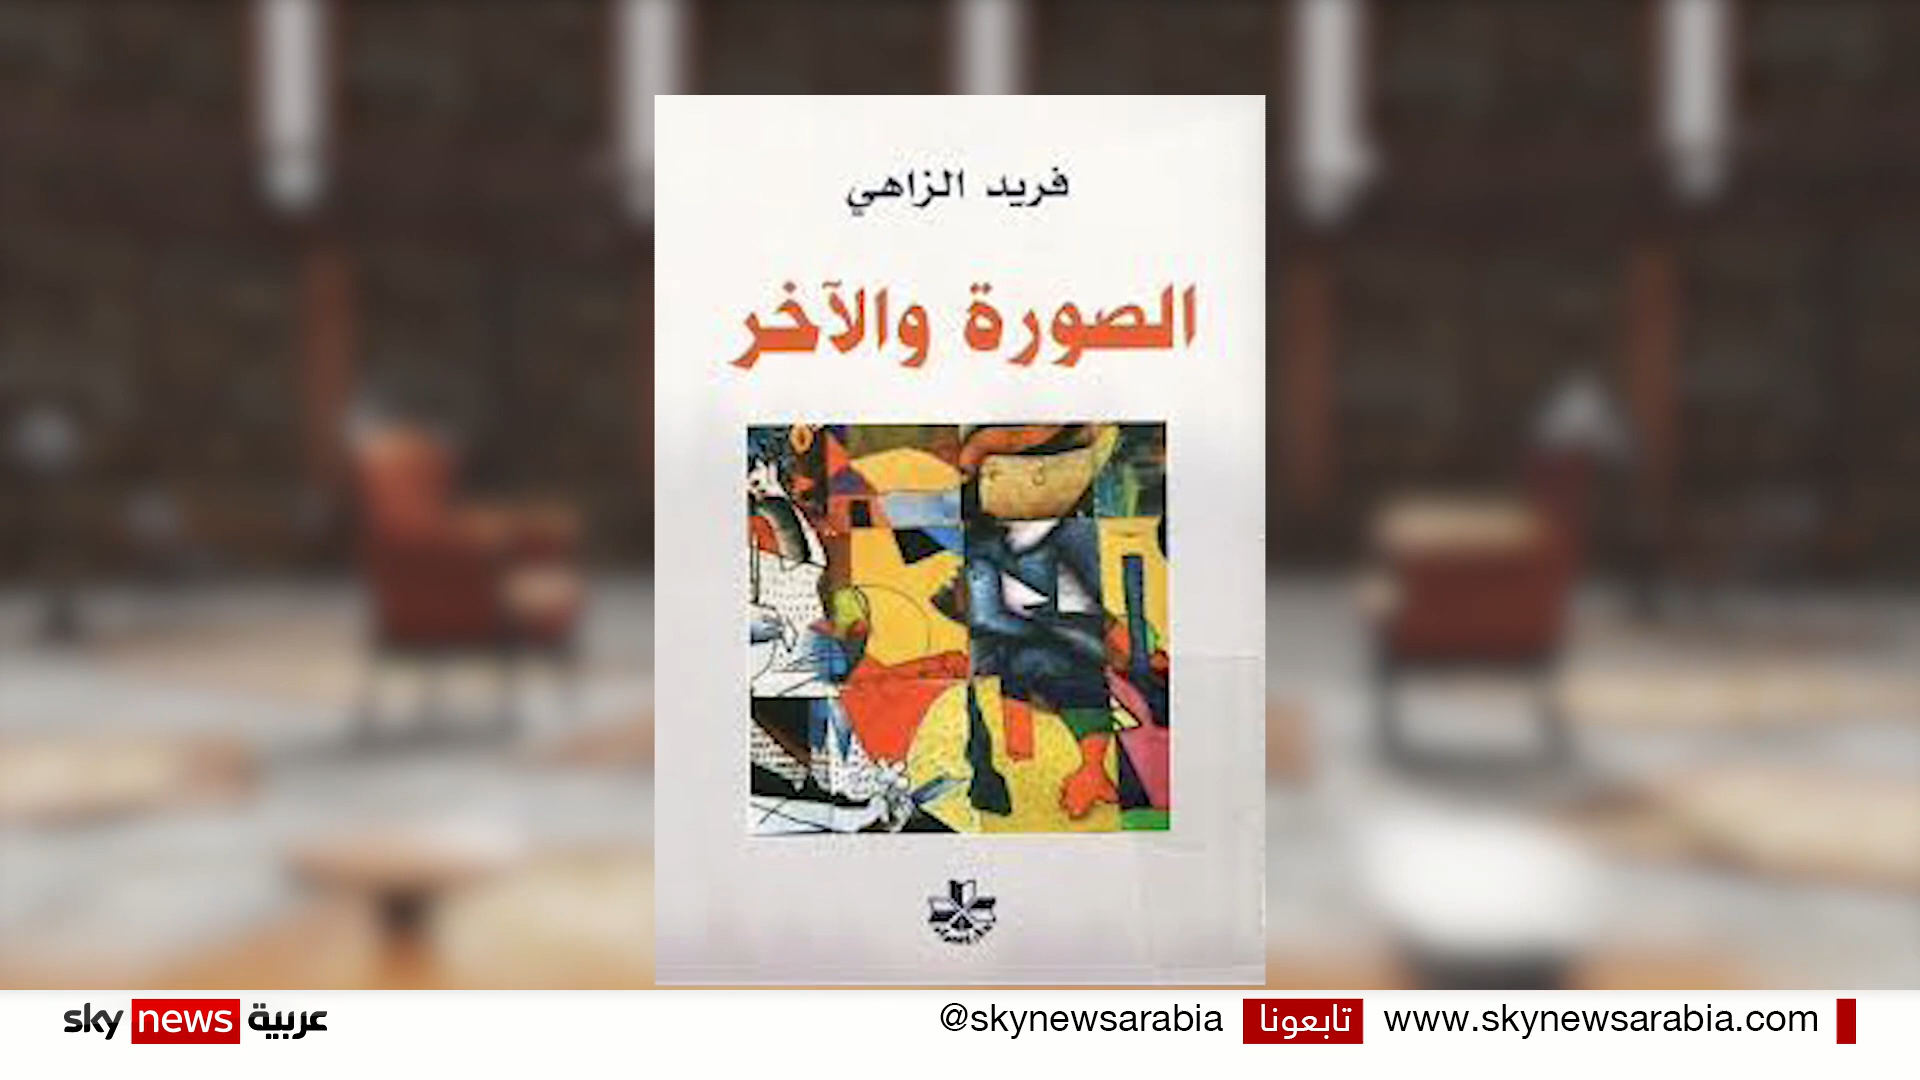 فريد الزاهي
الصورة والآخر
sky news عربية
@skynewsarabia تابعونا www.skynewsarabia.com